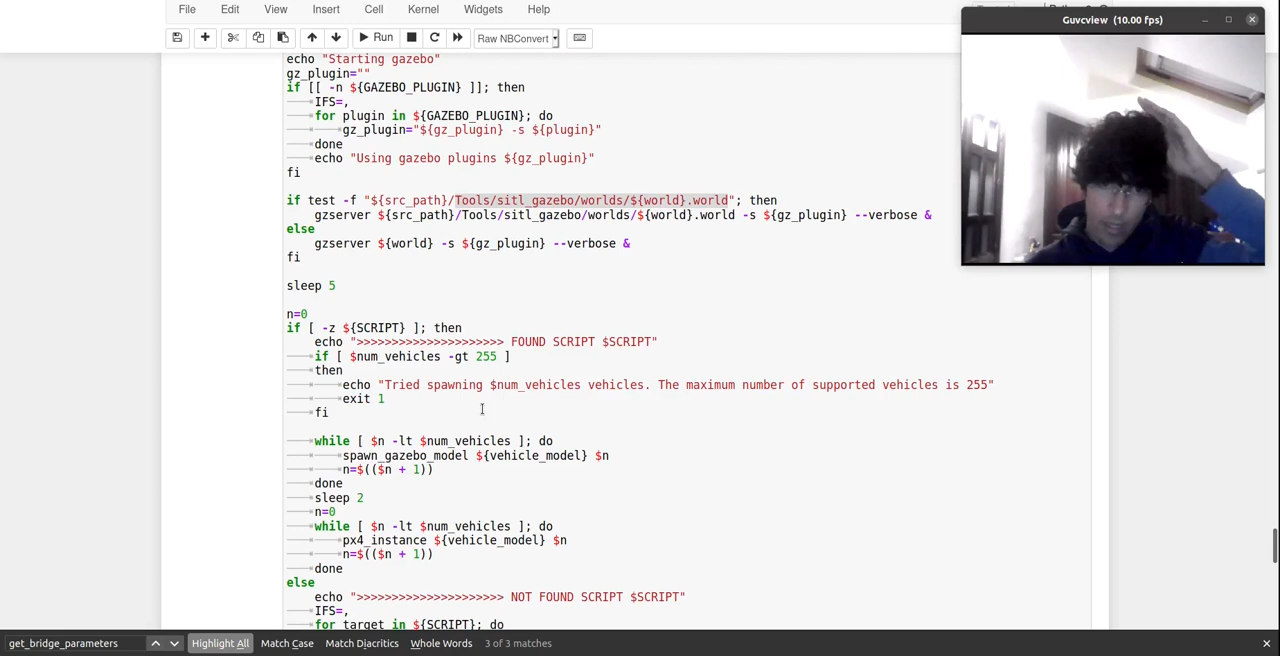 File Edit View Insert Cell Kernel Widgets Help
Guvcview (10.00 fps)
Run Raw NBConvert
echo "Starting gazebo"
gz_plugin=""
if [[ -n ${GAZEBO_PLUGIN} ]]; then
IFS=,
for plugin in ${GAZEBO_PLUGIN}; do
gz_plugin="${gz_plugin} -s ${plugin}"
done
echo "Using gazebo plugins ${gz_plugin}"
fi
if test -f "${src_path}/Tools/sitl_gazebo/worlds/${world}.world"; then
gzserver ${src_path}/Tools/sitl_gazebo/worlds/${world}.world -s ${gz_plugin} --verbose &
else
gzserver ${world} -s ${gz_plugin} --verbose &
fi
sleep 5
n=0
if [ -z ${SCRIPT} ]; then
echo ">>>>>>>>>>>>>>>>>>>>> FOUND SCRIPT $SCRIPT"
if [ $num_vehicles -gt 255 ]
then
echo "Tried spawning $num_vehicles vehicles. The maximum number of supported vehicles is 255"
exit 1
fi
while [ $n -lt $num_vehicles ]; do
spawn_gazebo_model ${vehicle_model} $n
n=$(($n + 1))
done
sleep 2
n=0
while [ $n -lt $num_vehicles ]; do
px4_instance ${vehicle_model} $n
n=$(($n + 1))
done
else
echo ">>>>>>>>>>>>>>>>>>>>> NOT FOUND SCRIPT $SCRIPT"
IFS=,
for target in ${SCRIPT}; do
get_bridge_parameters Highlight All Match Case Match Diacritics Whole Words 3 of 3 matches